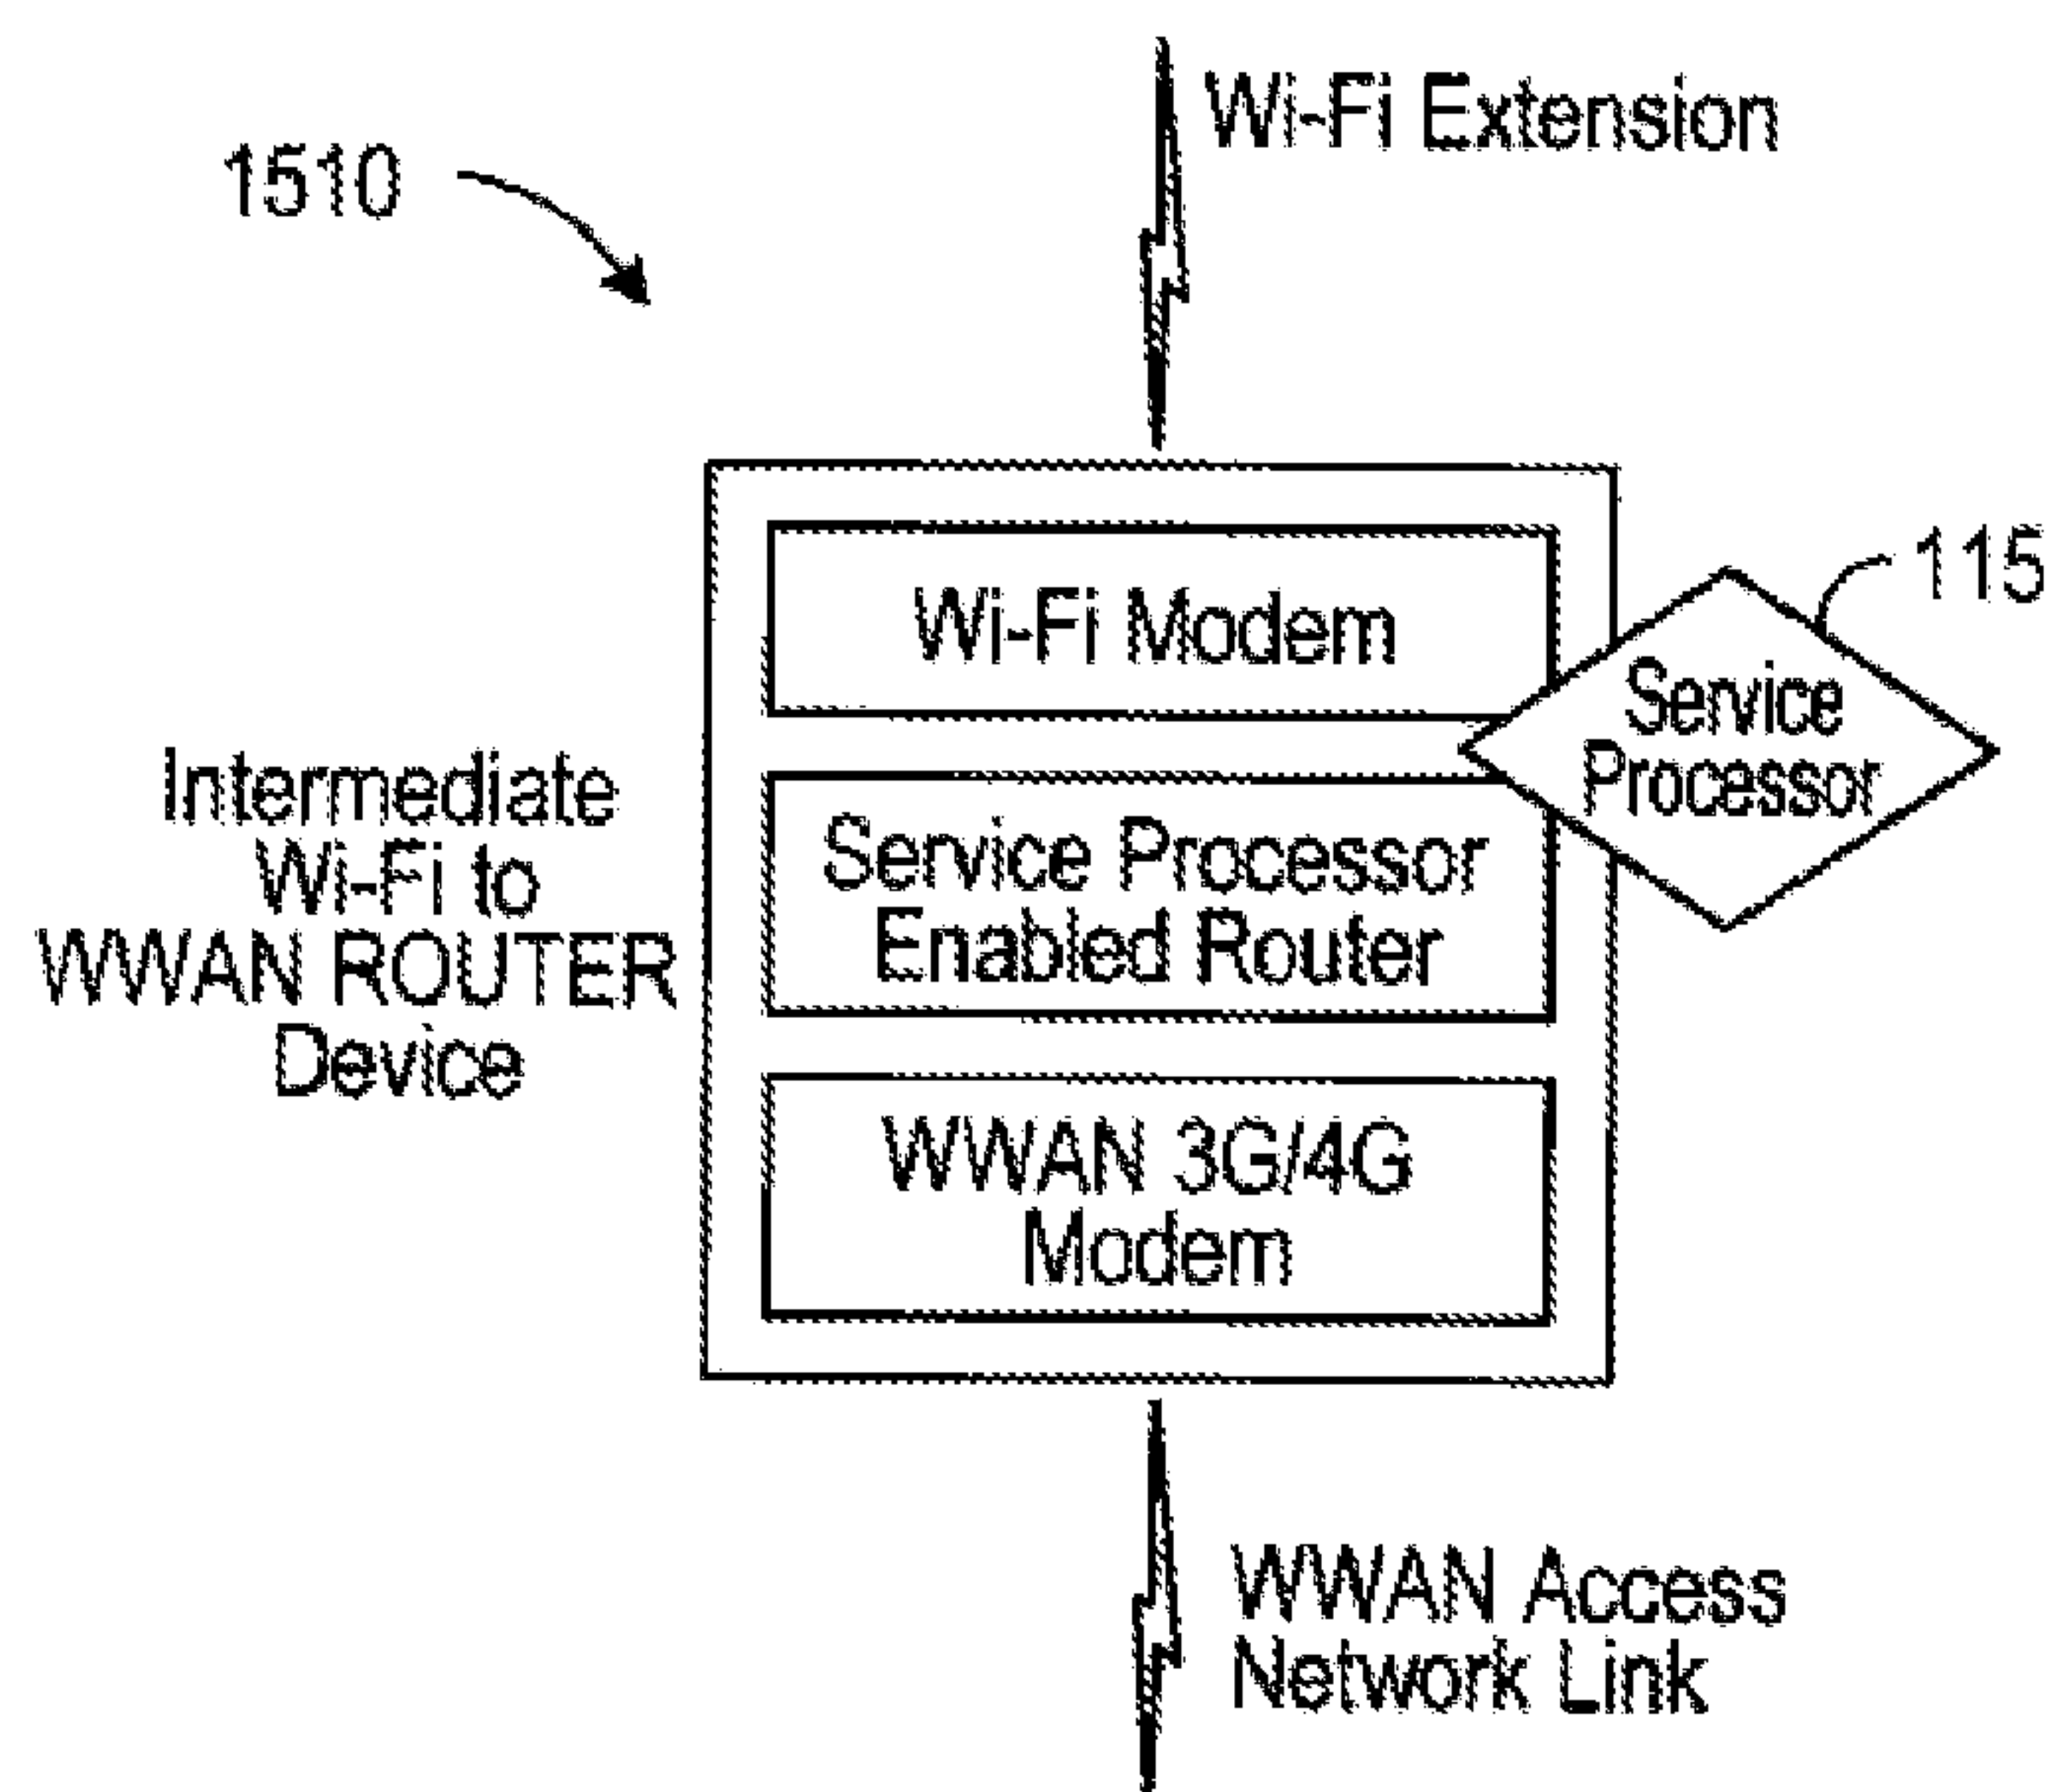 Wi-Fi Extension
1510
115
Wi-Fi Modem
Service
Processor
Intermediate
Wi-Fi to
WWAN ROUTER
Device
Service Processor
Enabled Router
WWAN 3G/4G
Modem
WWAN Access
Network Link